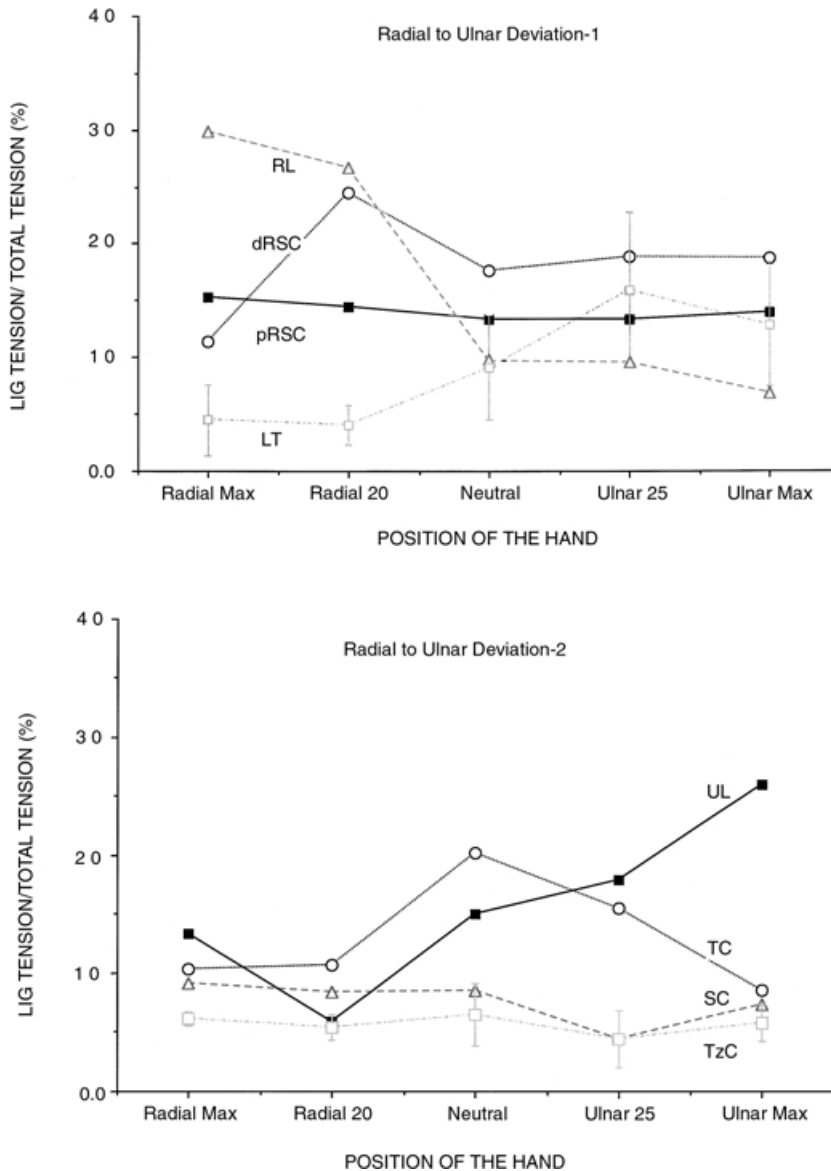 Radial to Ulnar Deviation-1
LIG TENSION/ TOTAL TENSION (%)
4 0
3 0
2 0
1 0
0.0
RL
dRSC
pRSC
LT
Radial Max Radial 20 Neutral Ulnar 25 Ulnar Max
POSITION OF THE HAND
Radial to Ulnar Deviation-2
LIG TENSION/TOTAL TENSION (%)
4 0
3 0
2 0
1 0
0.0
UL
TC
SC
TzC
Radial Max Radial 20 Neutral Ulnar 25 Ulnar Max
POSITION OF THE HAND